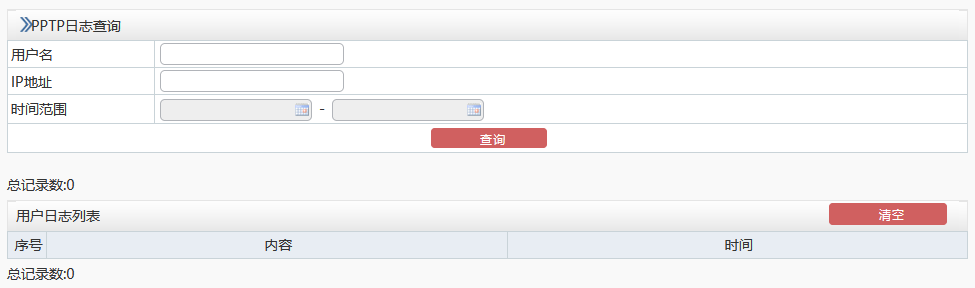 PPTP日志查询
用户名
IP地址
时间范围 -
查询
总记录数:0
用户日志列表 清空
序号 内容 时间
总记录数:0